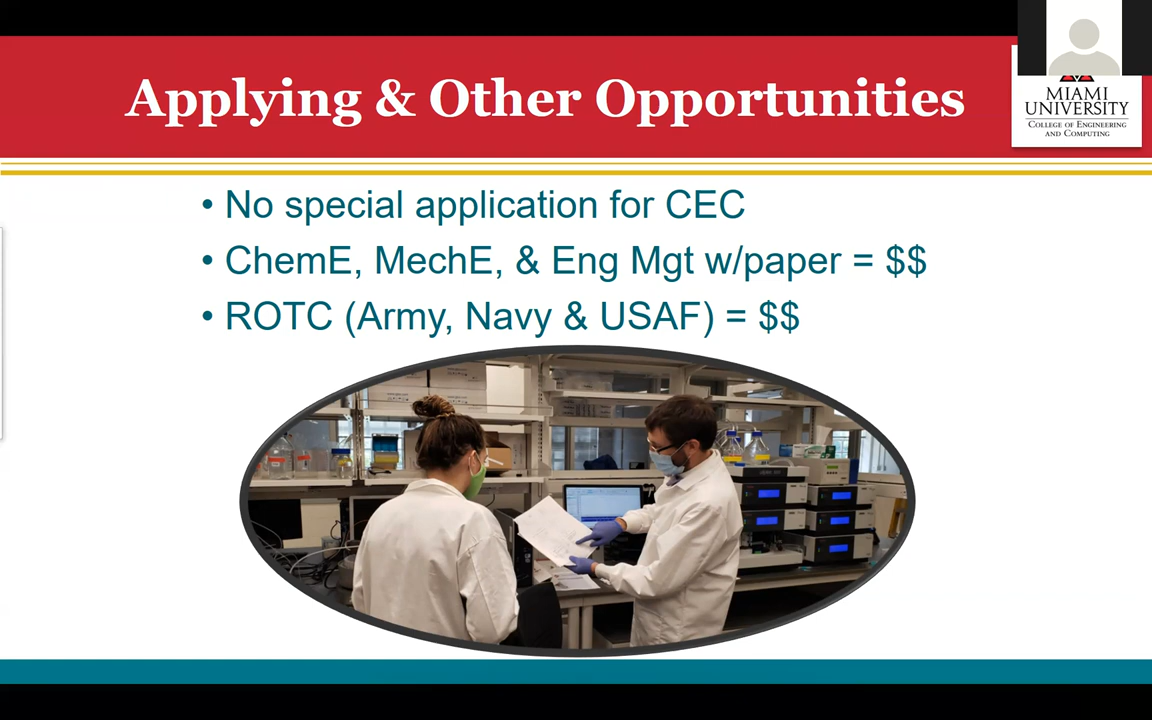 Applying & Other Opportunities
MIAMI
UNIVERSITY
COLLEGE OF ENGINEERING
AND COMPUTING
• No special application for CEC
• ChemE, MechE, & Eng Mgt w/paper = $$
• ROTC (Army, Navy & USAF) = $$